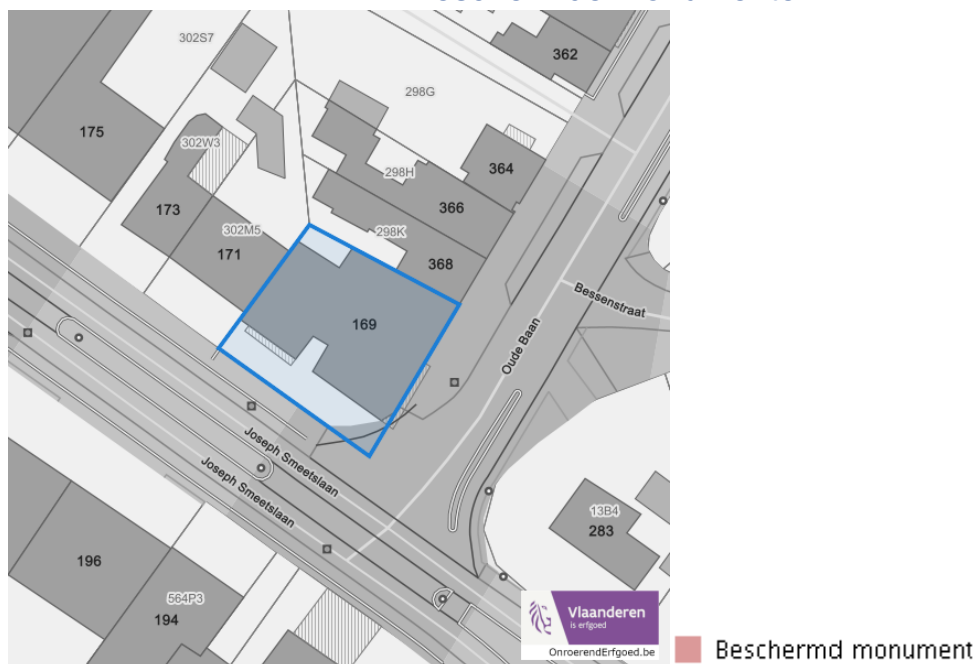 302S7
362
298G
175
302W3
364
298H
173
366
302M5
298K
171
368
Bessenstraat
169
Oude Baan
Joseph Smeetslaan
Joseph Smeetslaan
13B4
283
196
564P3
194
Vlaanderen
is erfgoed
OnroerendErfgoed.be
Beschermd monument